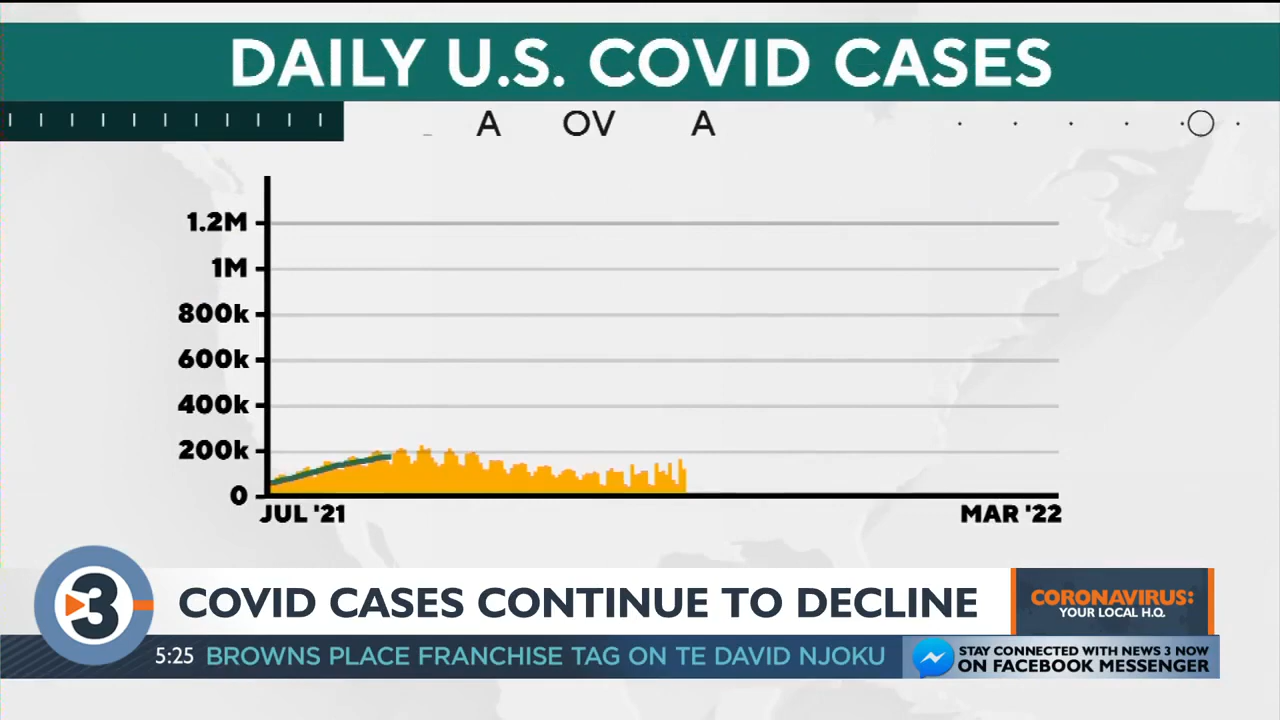 DAILY U.S. COVID CASES
A OV A
1.2M
1M
800k
600k
400k
200k
0
JUL '21
MAR '22
3
COVID CASES CONTINUE TO DECLINE
CORONAVIRUS:
YOUR LOCAL H.Q.
5:25 BROWNS PLACE FRANCHISE TAG ON TE DAVID NJOKU
STAY CONNECTED WITH NEWS 3 NOW
ON FACEBOOK MESSENGER